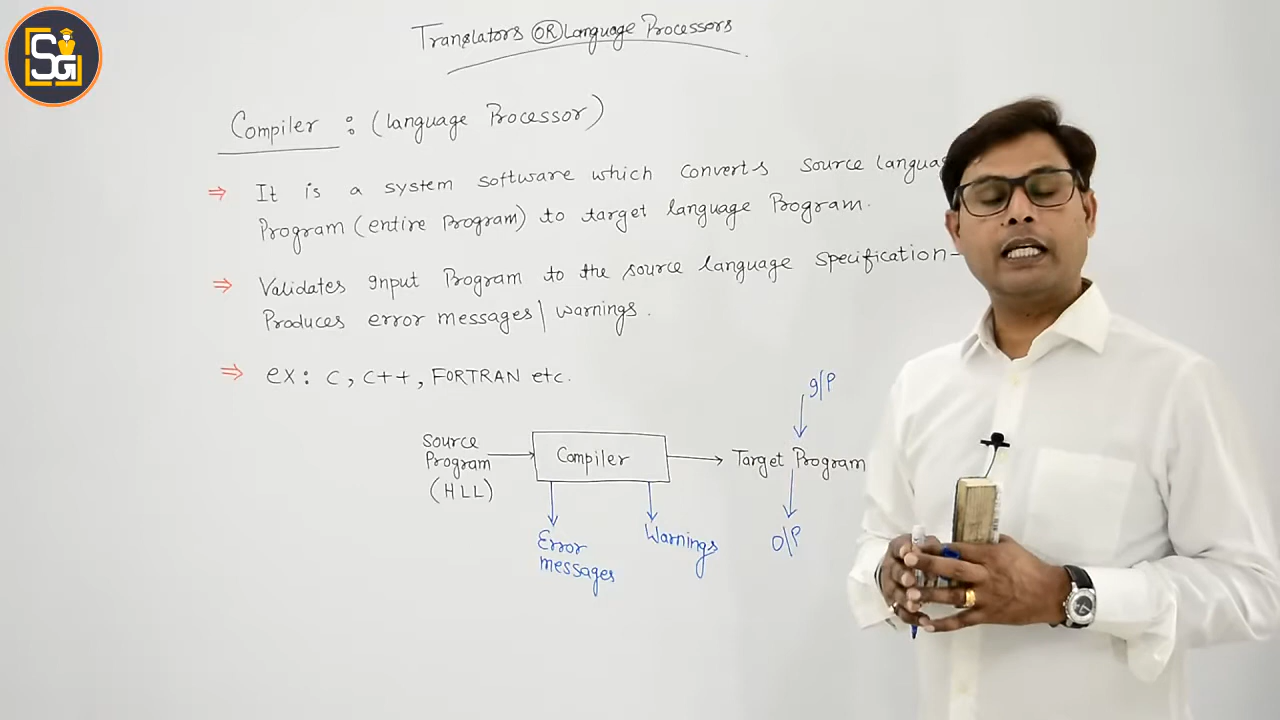 SG
Translators OR Language Processors
Compiler : (language Processor)
⇒ It is a system software which converts source languag
Program (entire Program) to target language Program.
⇒ Validates Input Program to the source language specification-
Produces error messages | warnings.
⇒ ex: C, C++, FORTRAN etc.
I/P
Source
Program
(HLL)
Compiler
Target Program
Error
messages
Warnings
O/P